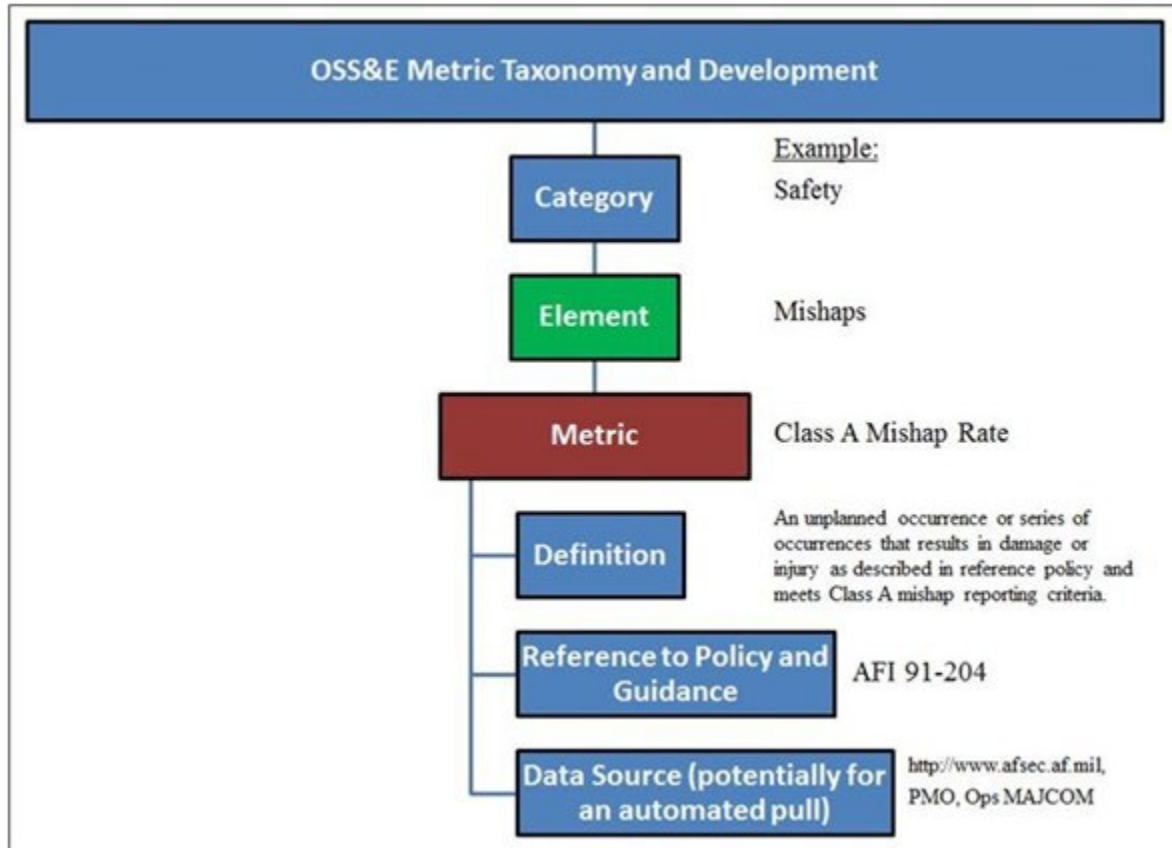 OSS&E Metric Taxonomy and Development
Example:
Category
Safety
Element
Mishaps
Metric
Class A Mishap Rate
Definition
An unplanned occurrence or series of
occurrences that results in damage or
injury as described in reference policy and
meets Class A mishap reporting criteria.
Reference to Policy and
Guidance
AFI 91-204
Data Source (potentially for
an automated pull)
http://www.afsec.af.mil,
PMO, Ops MAJCOM